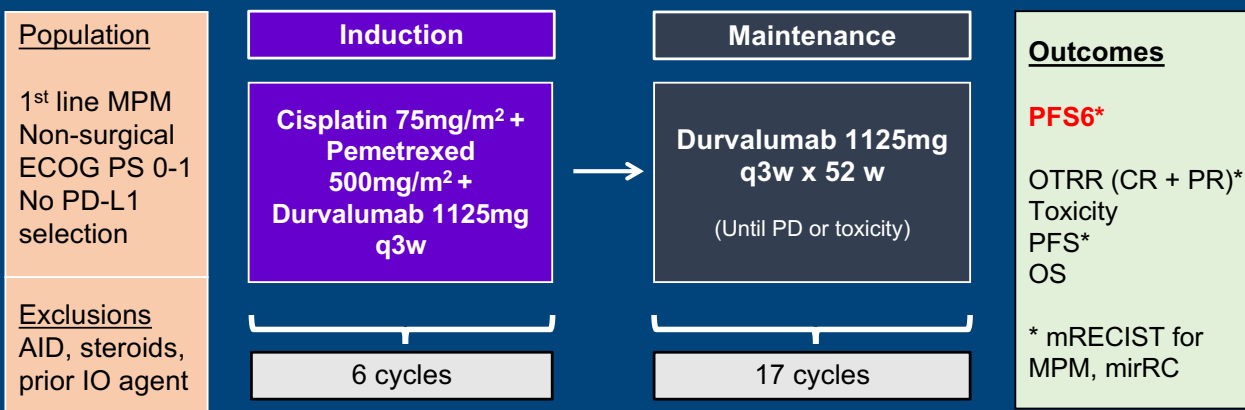 Population
1st line MPM
Non-surgical
ECOG PS 0-1
No PD-L1
selection
Exclusions
AID, steroids,
prior IO agent
Induction
Cisplatin 75mg/m2 +
Pemetrexed
500mg/m2 +
Durvalumab 1125mg
q3w
6 cycles
Maintenance
Durvalumab 1125mg
q3w x 52 w
(Until PD or toxicity)
17 cycles
Outcomes
PFS6*
OTRR (CR + PR)*
Toxicity
PFS*
OS
* mRECIST for
MPM, mirRC